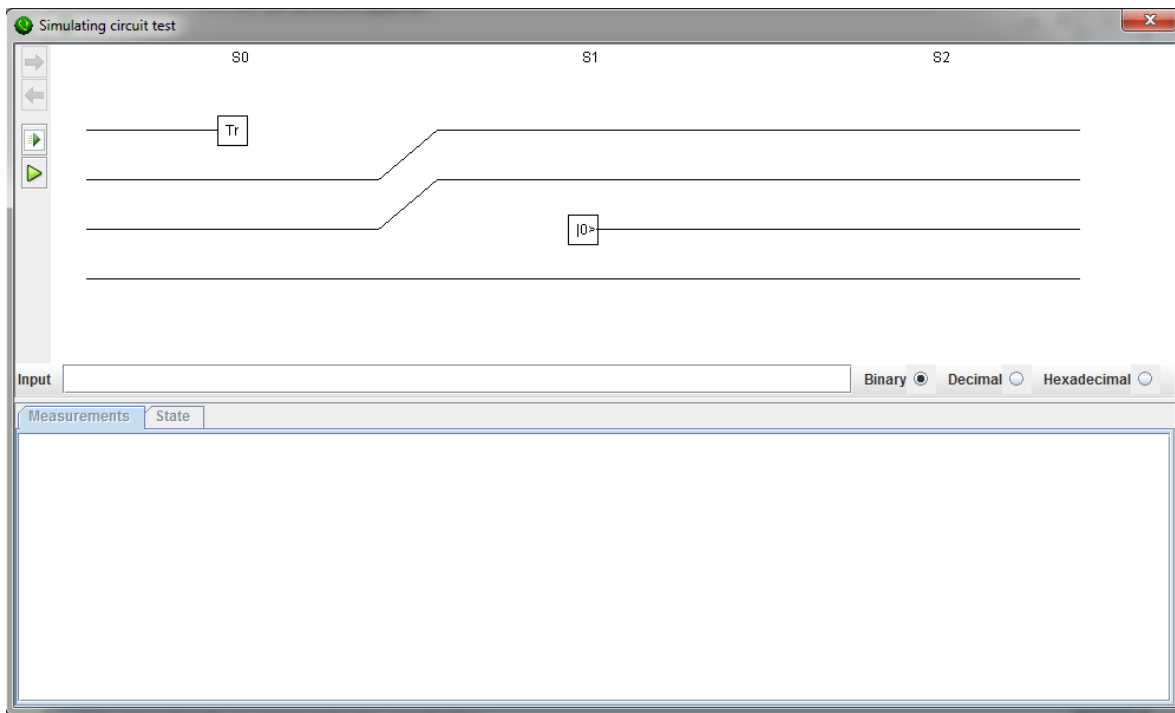 Simulating circuit test
S0 S1 S2
Tr
|0>
Input Binary Decimal Hexadecimal
Measurements State